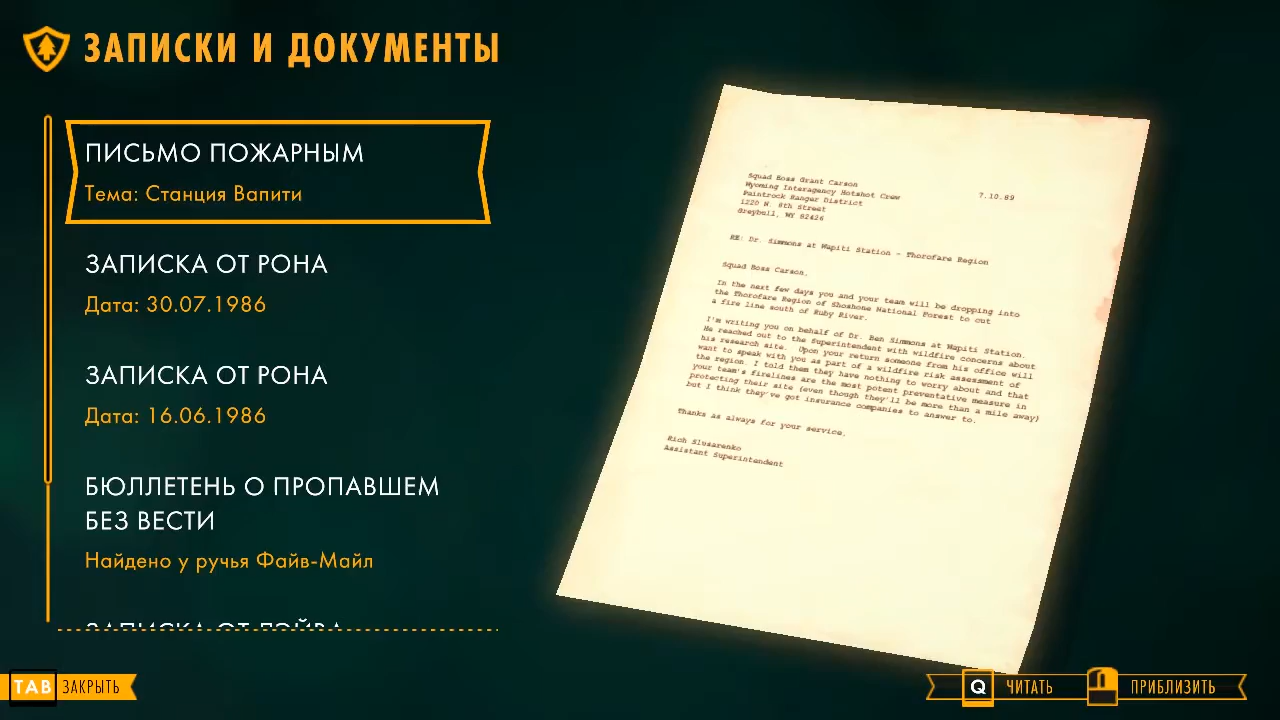 ЗАПИСКИ И ДОКУМЕНТЫ
ПИСЬМО ПОЖАРНЫМ
Тема: Станция Вапити
ЗАПИСКА ОТ РОНА
Дата: 30.07.1986
ЗАПИСКА ОТ РОНА
Дата: 16.06.1986
БЮЛЛЕТЕНЬ О ПРОПАВШЕМ
БЕЗ ВЕСТИ
Найдено у ручья Файв-Майл
ЗАПИСКА ОТ ДЭЙВА
Squad Boss Grant Carson
Wyoming Interagency Hotshot Crew
Paintrock Ranger District
1220 N. 8th Street
Greybull, WY 82426
7.10.89
RE: Dr. Simmons at Wapiti Station - Thorofare Region
Squad Boss Carson,
In the next few days you and your team will be dropping into
the Thorofare Region of Shoshone National Forest to cut
a fire line south of Ruby River.
I'm writing you on behalf of Dr. Ben Simmons at Wapiti Station.
He reached out to the Superintendent with wildfire concerns about
his research site. Upon your return someone from his office will
want to speak with you as part of a wildfire risk assessment of
the region. I told them they have nothing to worry about and that
your team's firelines are the most potent preventative measure in
protecting their site (even though they'll be more than a mile away)
but I think they've got insurance companies to answer to.
Thanks as always for your service,
Rich Slusarenko
Assistant Superintendent
TAB ЗАКРЫТЬ
Q ЧИТАТЬ
ПРИБЛИЗИТЬ